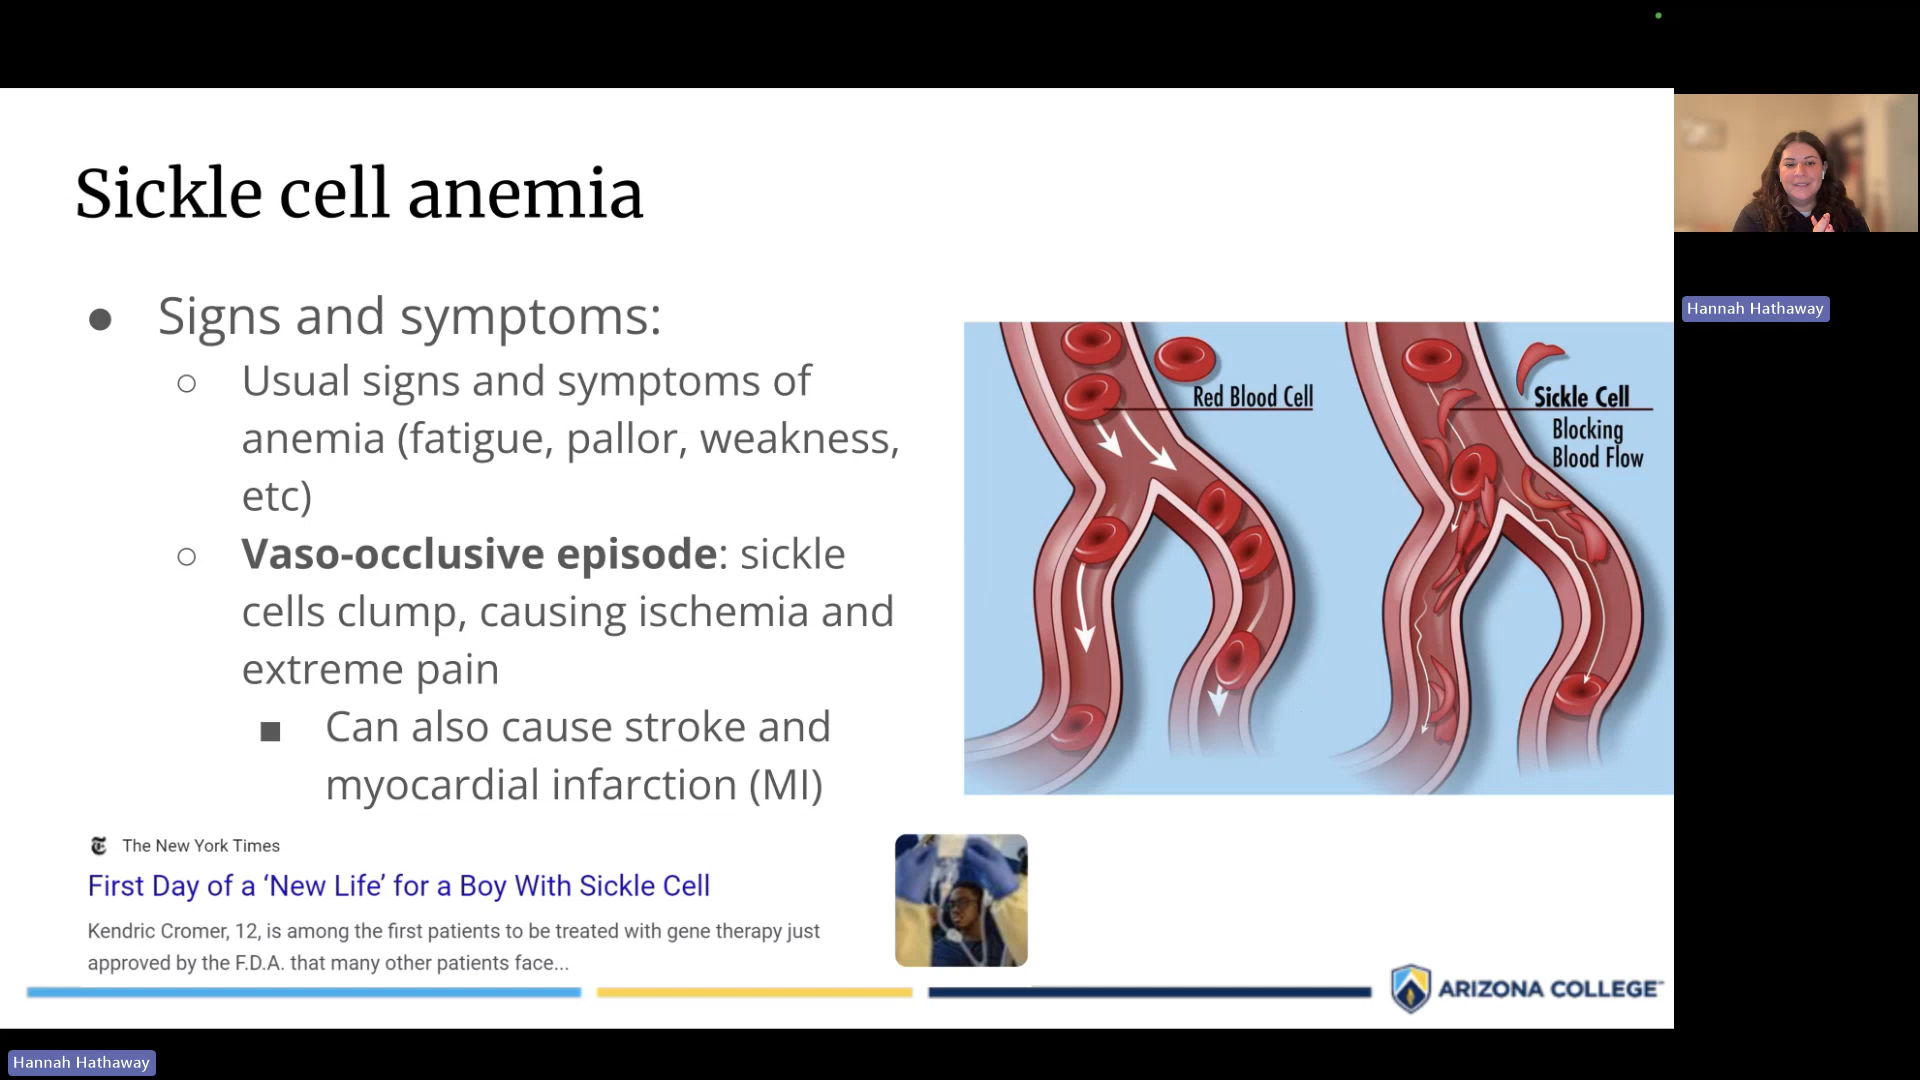 Sickle cell anemia
● Signs and symptoms:
○ Usual signs and symptoms of
anemia (fatigue, pallor, weakness,
etc)
○ Vaso-occlusive episode: sickle
cells clump, causing ischemia and
extreme pain
■ Can also cause stroke and
myocardial infarction (MI)
Red Blood Cell
Sickle Cell
Blocking
Blood Flow
The New York Times
First Day of a ‘New Life’ for a Boy With Sickle Cell
Kendric Cromer, 12, is among the first patients to be treated with gene therapy just
approved by the F.D.A. that many other patients face...
ARIZONA COLLEGE
Hannah Hathaway
Hannah Hathaway